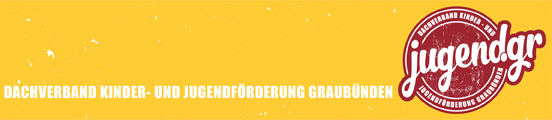 DACHVERBAND KINDER- UND JUGENDFÖRDERUNG GRAUBÜNDEN
DACHVERBAND KINDER- UND
jugend.gr
JUGENDFÖRDERUNG GRAUBÜNDEN